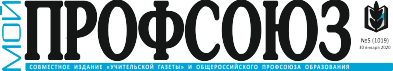 МОЙ
ПРОФСОЮЗ
№5 (1019)
30 января 2020
СОВМЕСТНОЕ ИЗДАНИЕ «УЧИТЕЛЬСКОЙ ГАЗЕТЫ» И ОБЩЕРОССИЙСКОГО ПРОФСОЮЗА ОБРАЗОВАНИЯ